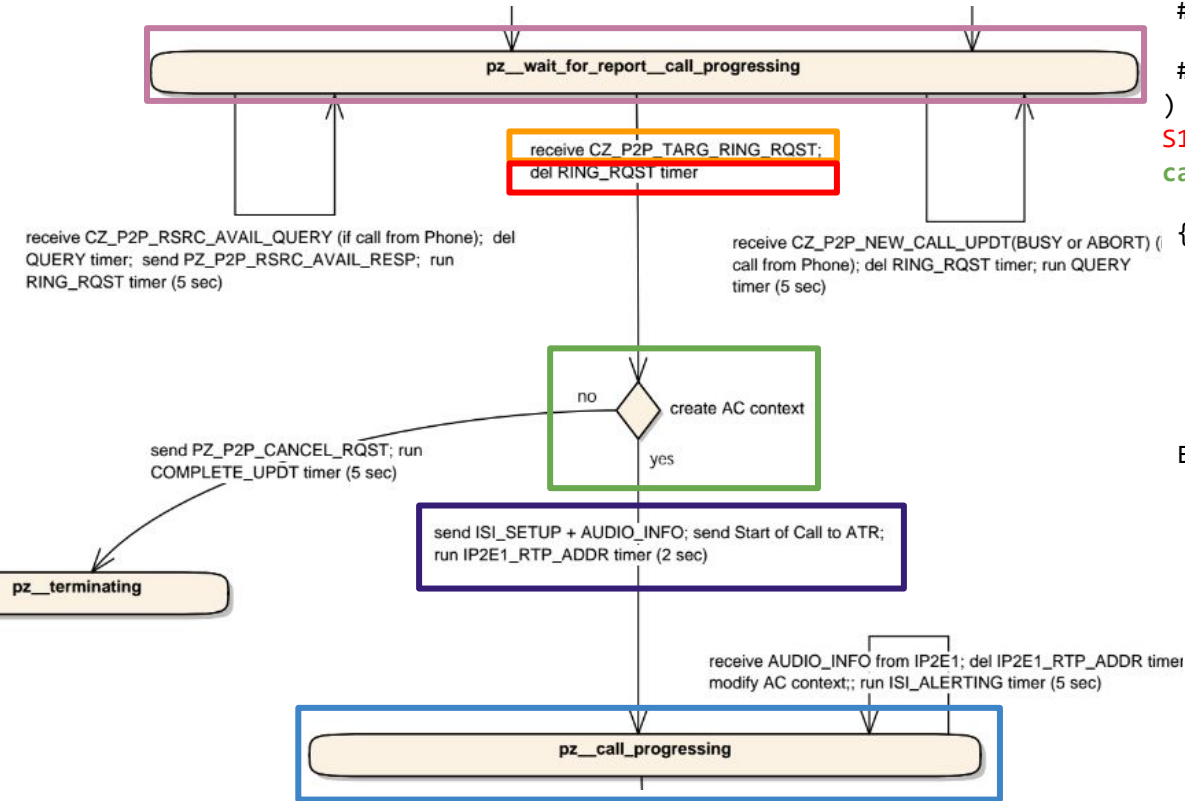 #
pz__wait_for_report__call_progressing
#
)
receive CZ_P2P_TARG_RING_RQST;
del RING_RQST timer
S1
ca
receive CZ_P2P_RSRC_AVAIL_QUERY (if call from Phone); del
QUERY timer; send PZ_P2P_RSRC_AVAIL_RESP; run
RING_RQST timer (5 sec)
receive CZ_P2P_NEW_CALL_UPDT(BUSY or ABORT) (i
call from Phone); del RING_RQST timer; run QUERY
timer (5 sec)
{
no
create AC context
yes
send PZ_P2P_CANCEL_RQST; run
COMPLETE_UPDT timer (5 sec)
send ISI_SETUP + AUDIO_INFO; send Start of Call to ATR;
run IP2E1_RTP_ADDR timer (2 sec)
pz__terminating
receive AUDIO_INFO from IP2E1; del IP2E1_RTP_ADDR timer
modify AC context;; run ISI_ALERTING timer (5 sec)
pz__call_progressing